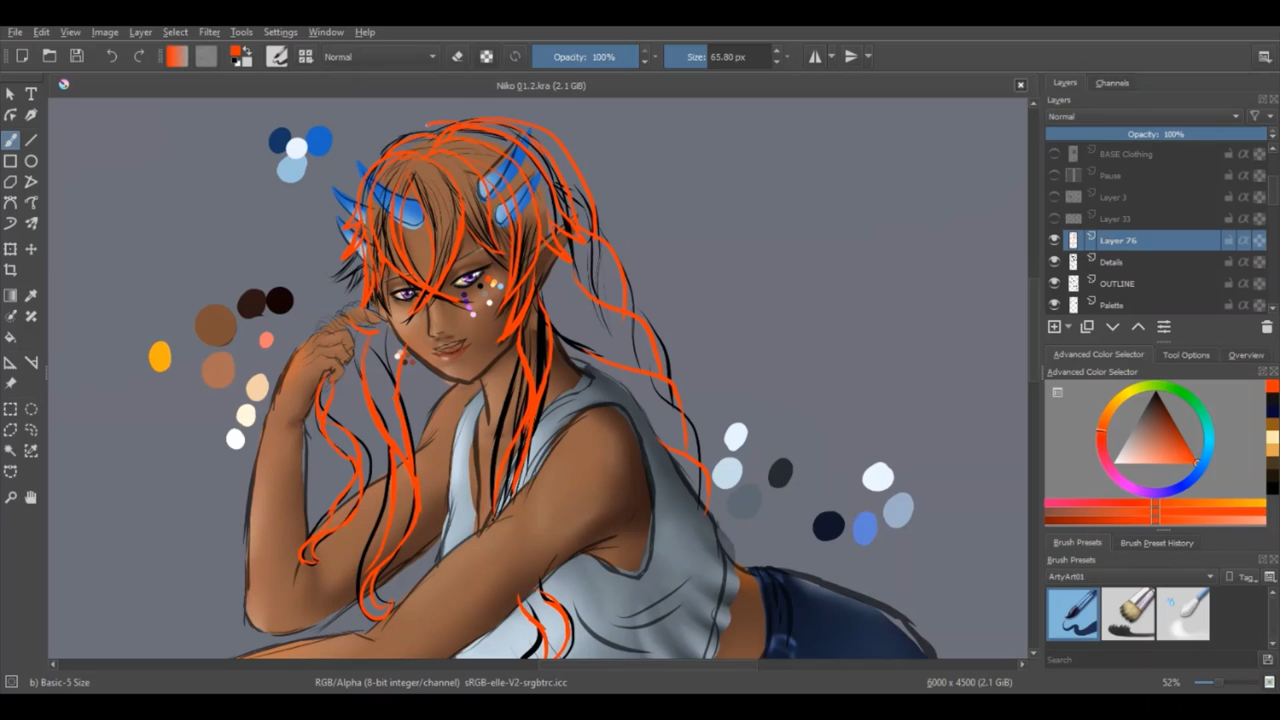 File Edit View Image Layer Select Filter Tools Settings Window Help
Normal Opacity: 100% Size: 65.80 px
Niko 01.2.kra (2.1 GiB)
Layers Channels
Layers
Normal
Opacity: 100%
BASE Clothing
Pause
Layer 3
Layer 33
Layer 76
Details
OUTLINE
Palette
Advanced Color Selector Tool Options Overview
Advanced Color Selector
Brush Presets Brush Preset History
Brush Presets
ArtyArt01 Tag
Search
b) Basic-5 Size RGB/Alpha (8-bit integer/channel) sRGB-elle-V2-srgbtrc.icc 6000 x 4500 (2.1 GiB) 52%